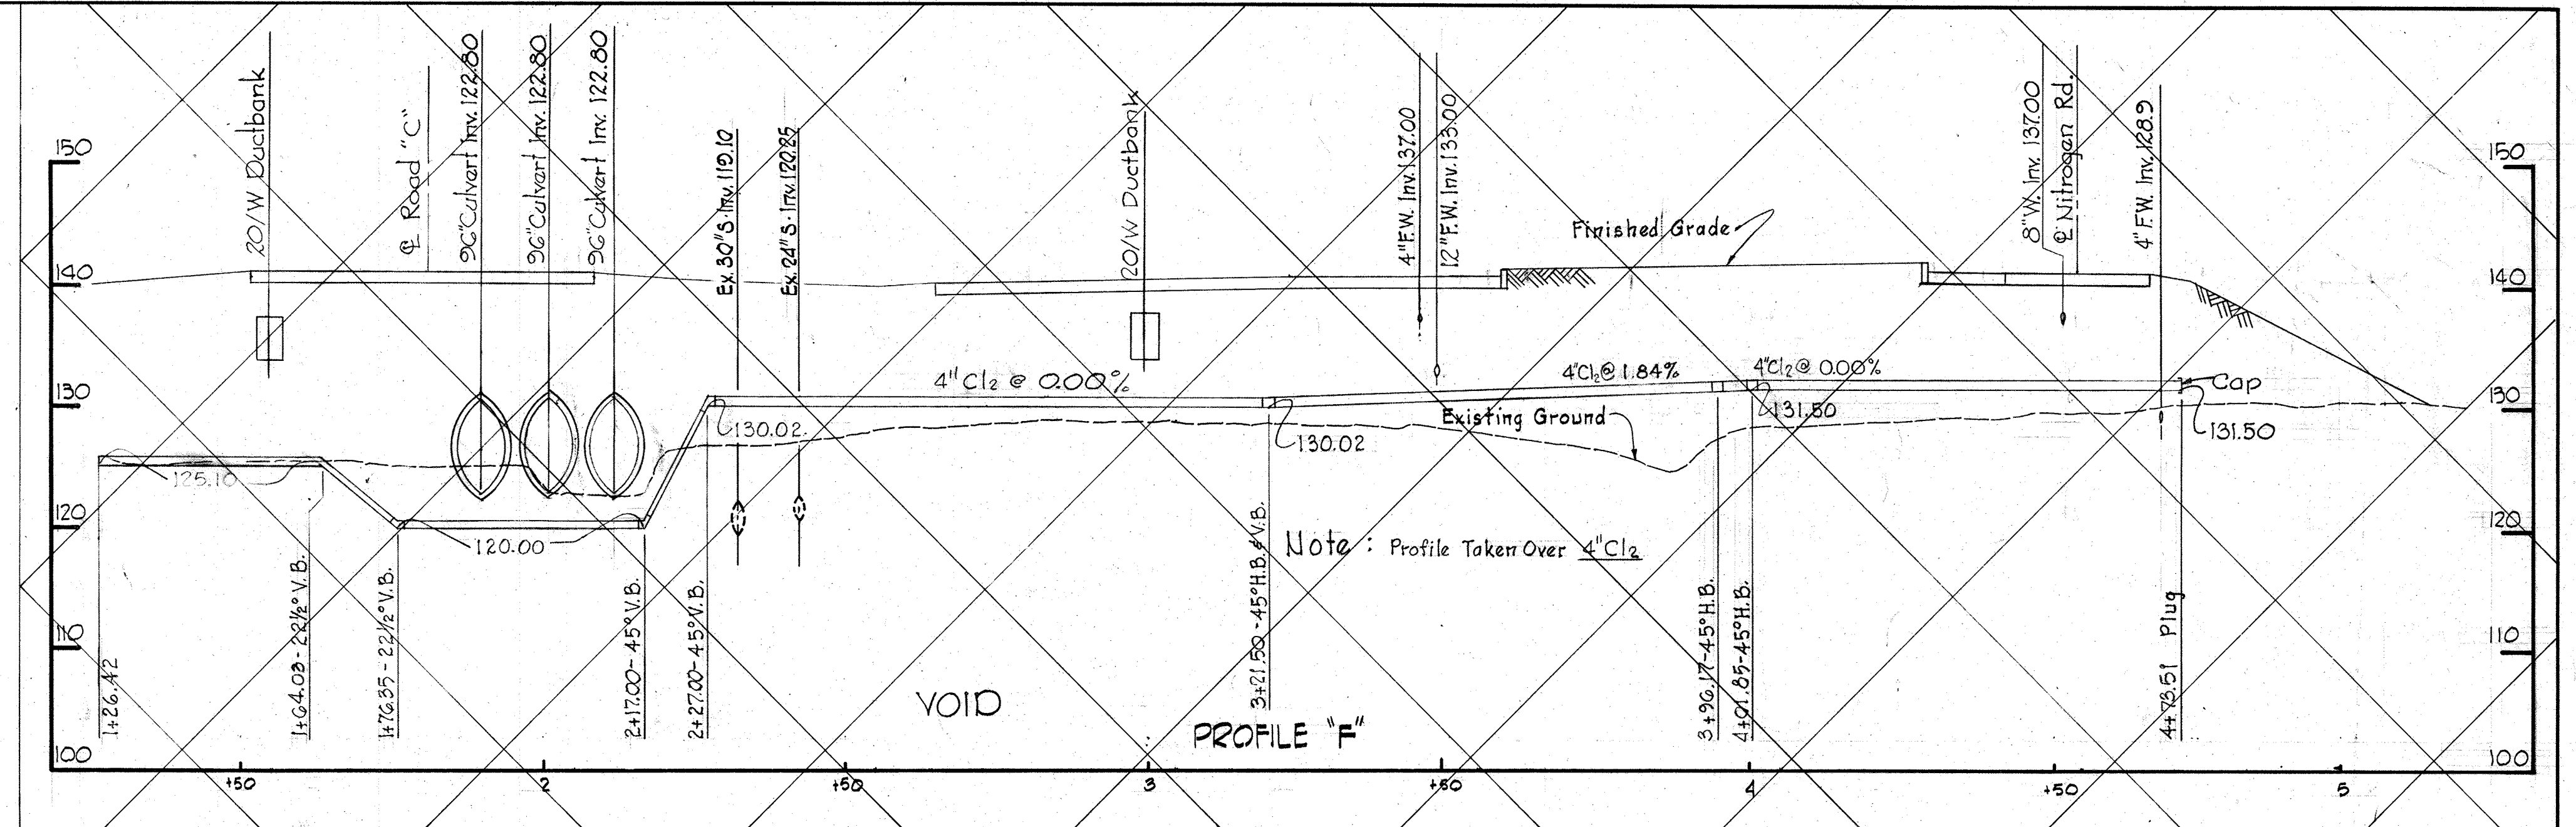 20/W Ductbank
℄ Road "C"
96"Culvert Inv. 122.80
96"Culvert Inv. 122.80
96"Culvert Inv. 122.80
Ex.30"S.Inv.119.10
Ex.24"S.Inv.120.25
20/W Ductbank
4"F.W. Inv.137.00
12"F.W. Inv.133.00
8"W.Inv. 137.00
℄ Nitrogen Rd.
4"F.W. Inv.128.9
150
150
Finished Grade
140
140
4"Cl₂ @ 0.00%
4"Cl₂@ 1.84%
4"Cl₂@ 0.00%
Cap
130
130
130.02
130.02
Existing Ground
131.50
131.50
125.10
120
120
120.00
Note : Profile Taken Over 4"Cl₂
110
110
1+26.42
1+64.03-22½° V.B.
1+76.35-22½° V.B.
2+17.00-45° V.B.
2+27.00-45° V.B.
3+21.50-45°H.B.& V.B.
3+96.17-45°H.B.
4+01.85-45°H.B.
4+73.51 Plug
VOID
PROFILE "F"
100
100
+50
2
+50
3
+50
4
+50
5